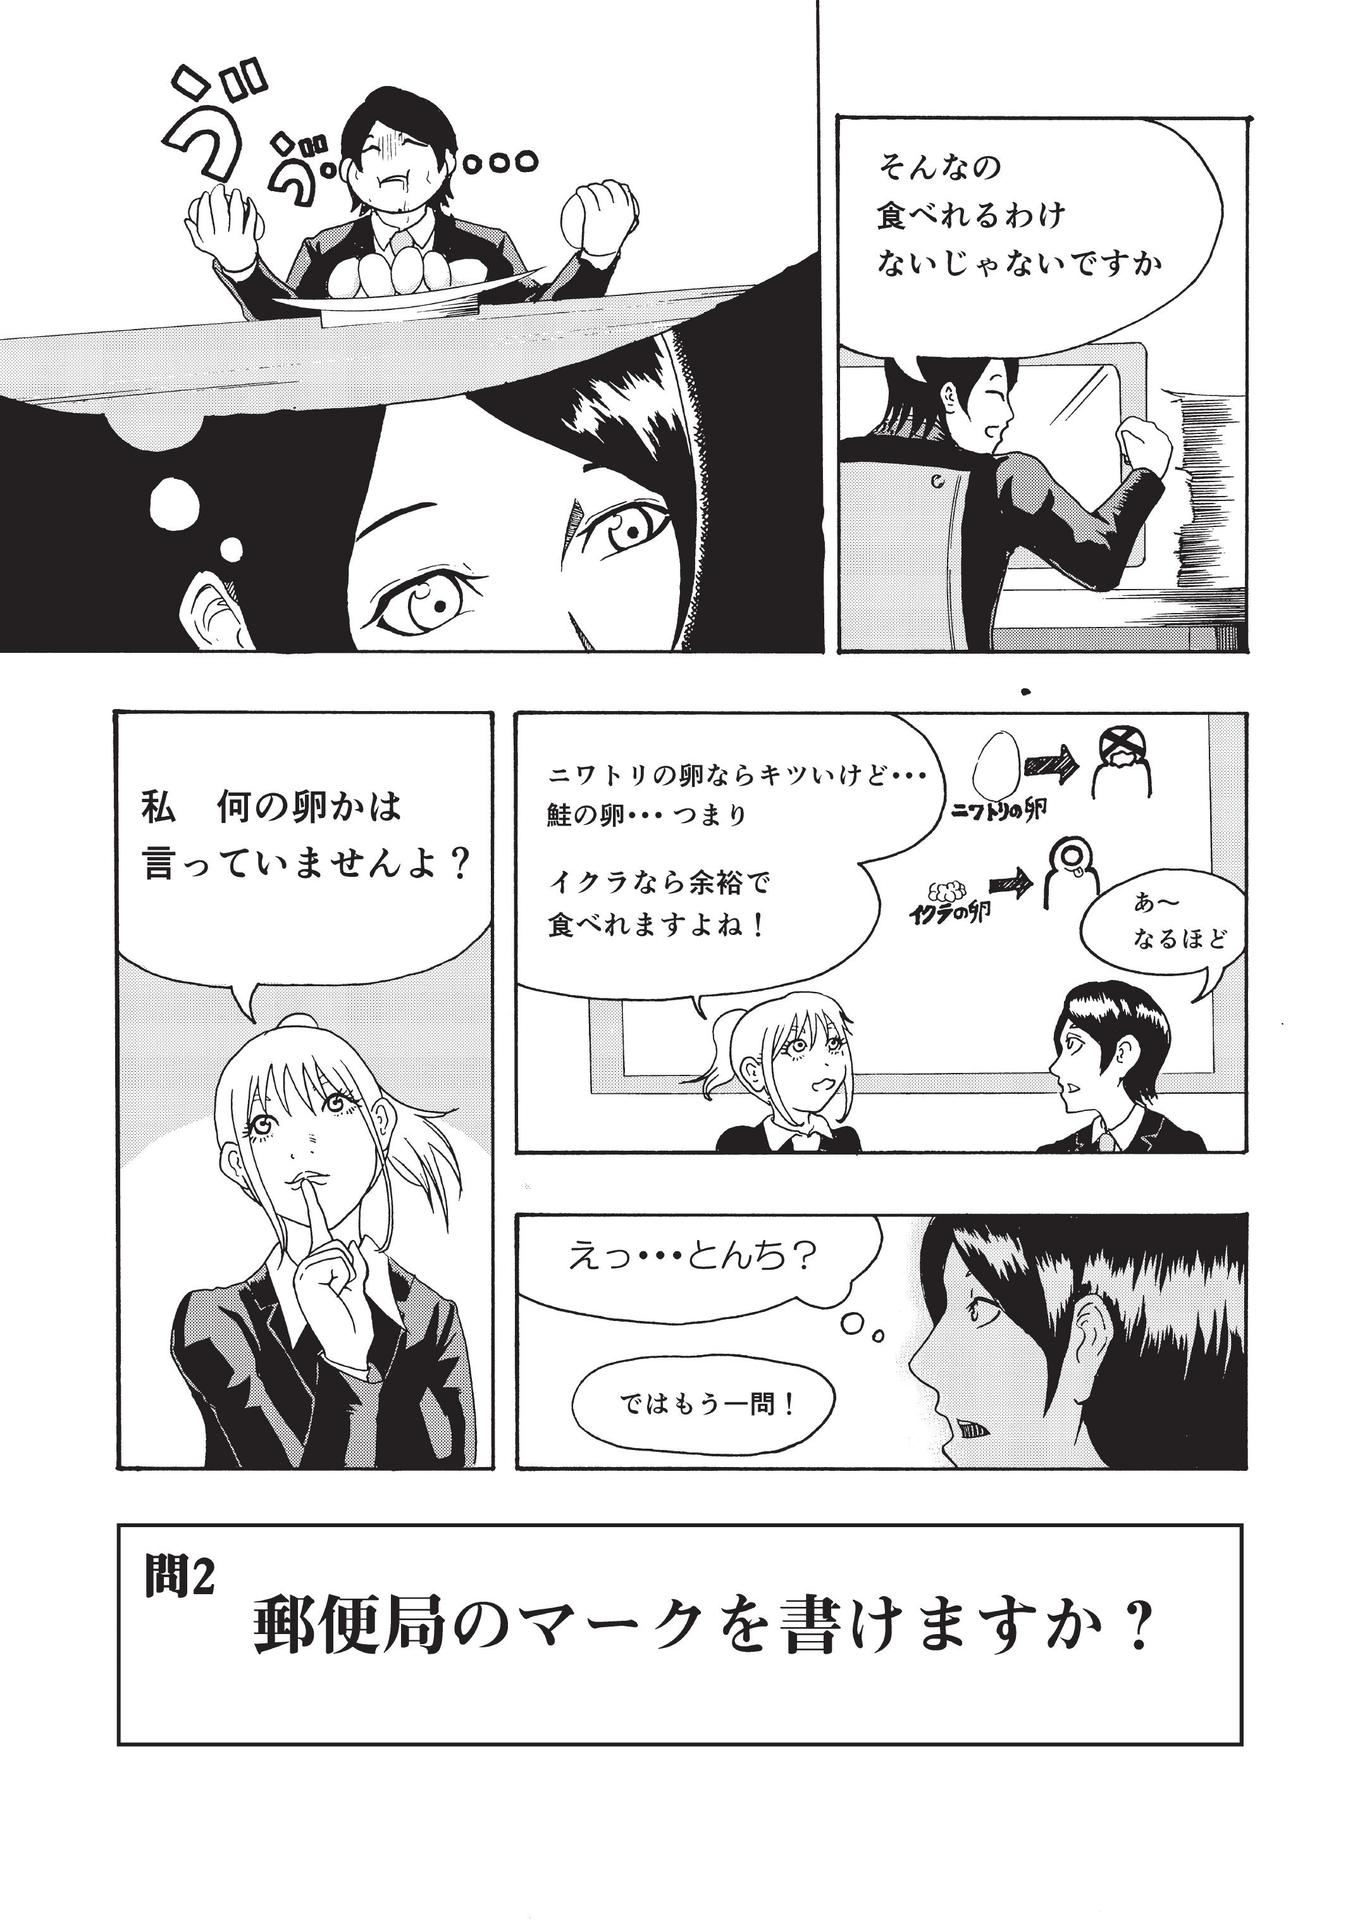 ゔ
ゔ・・・・
そんなの
食べれるわけ
ないじゃないですか
私　何の卵かは
言っていませんよ？
ニワトリの卵ならキツいけど・・・
鮭の卵・・・つまり
イクラなら余裕で
食べれますよね！
ニワトリの卵
イクラの卵
あ～
なるほど
えっ・・・とんち？
ではもう一問！
問2
郵便局のマークを書けますか？